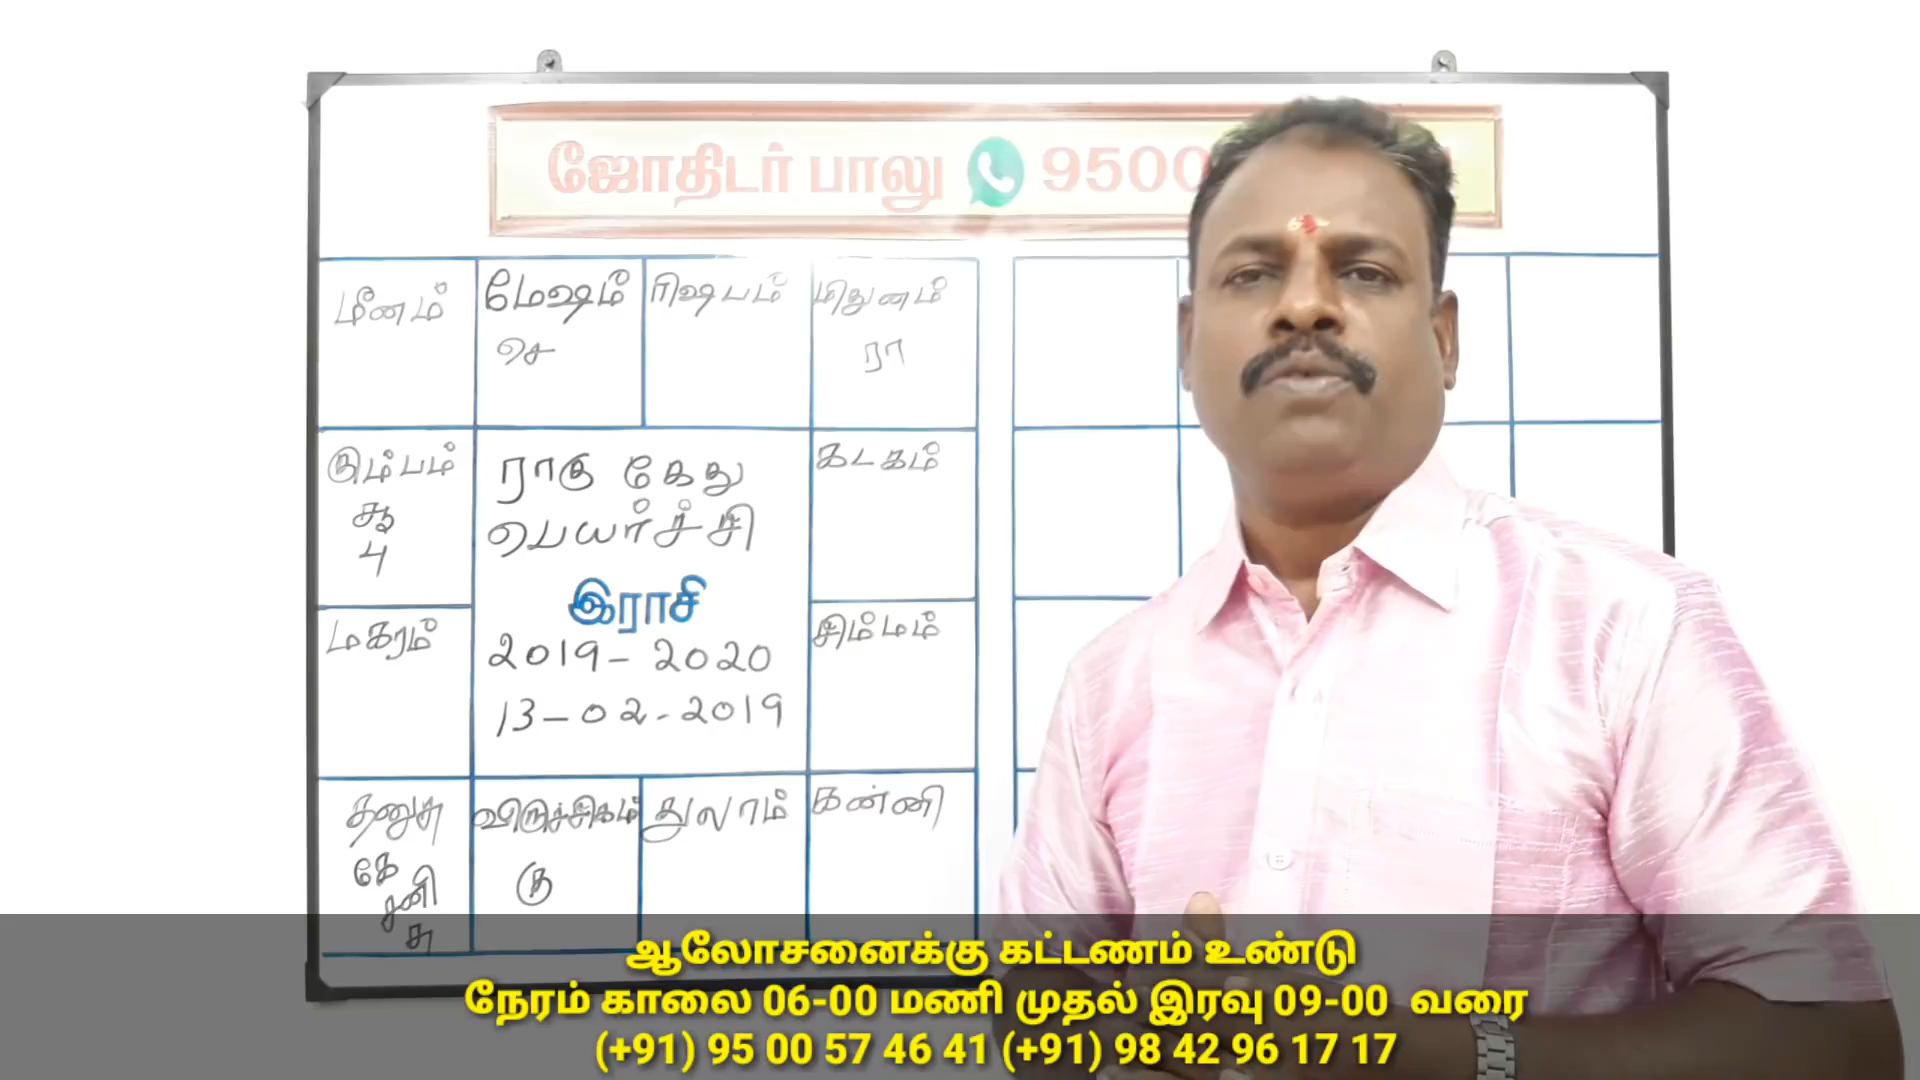 ஜோதிடர் பாலு 9500
மீனம்
மேஷம்
செ
ரிஷபம்
மிதுனம்
ரா
கும்பம்
சூ
பு
ராகு கேது
பெயர்ச்சி
இராசி
2019-2020
13-02-2019
கடகம்
மகரம்
சிம்மம்
தனுசு
கே
சனி
சு
விருச்சிகம்
கு
துலாம்
கன்னி
ஆலோசனைக்கு கட்டணம் உண்டு
நேரம் காலை 06-00 மணி முதல் இரவு 09-00 வரை
(+91) 95 00 57 46 41 (+91) 98 42 96 17 17